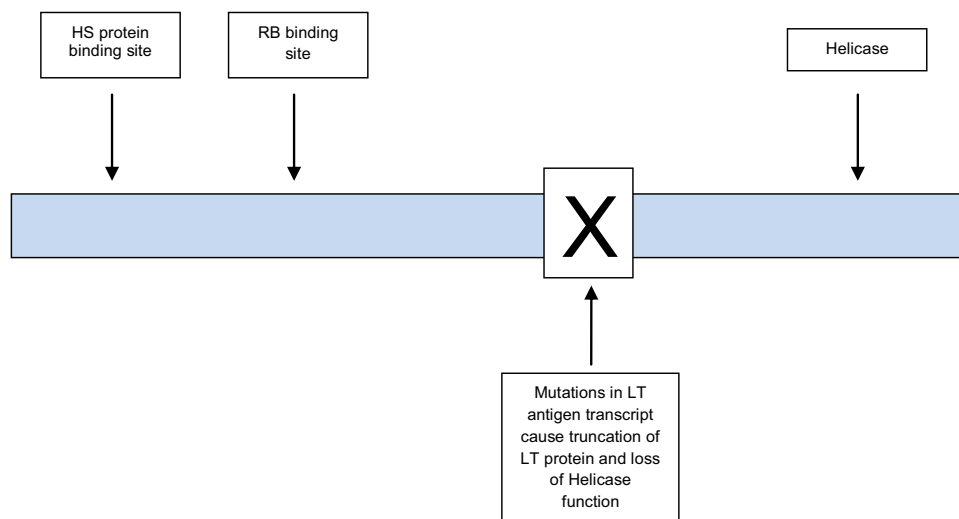 HS protein
binding site
RB binding
site
Helicase
X
Mutations in LT
antigen transcript
cause truncation of
LT protein and loss
of Helicase
function